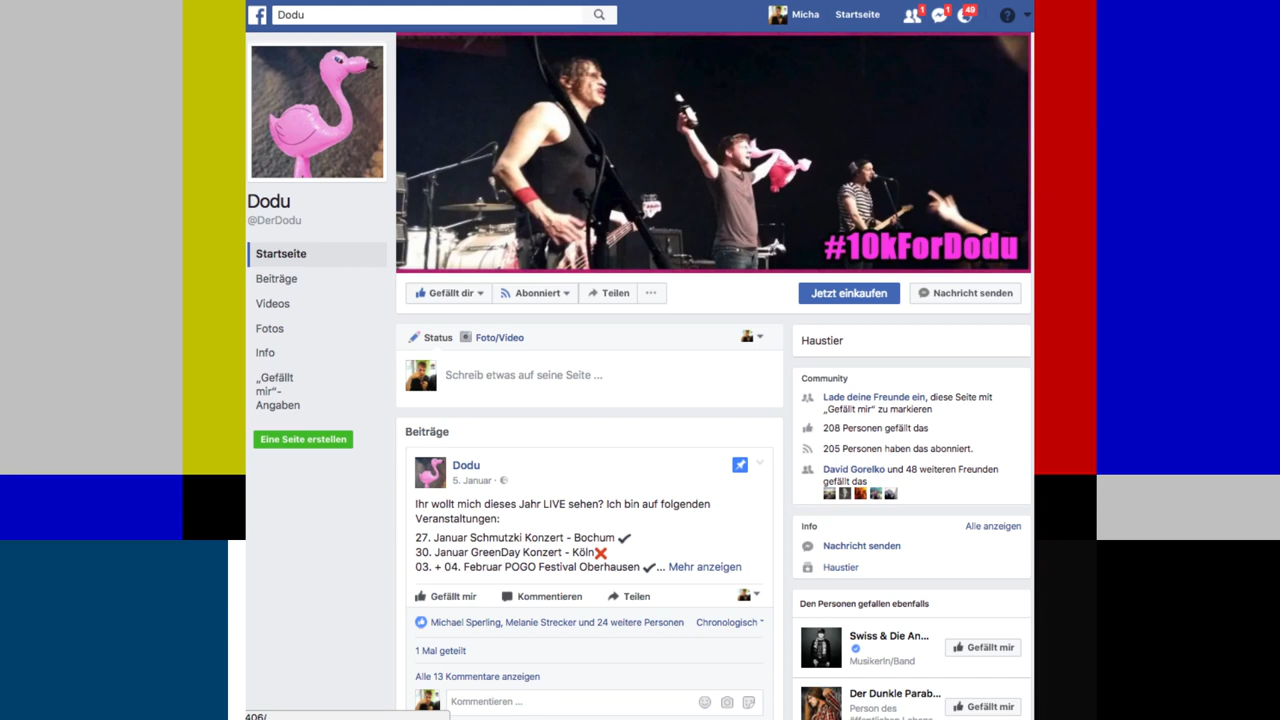 Dodu
Micha
Startseite
1
1
49
Dodu
@DerDodu
Startseite
Beiträge
Videos
Fotos
Info
„Gefällt
mir"-
Angaben
Eine Seite erstellen
#10kForDodu
Gefällt dir
Abonniert
Teilen
Jetzt einkaufen
Nachricht senden
Status
Foto/Video
Schreib etwas auf seine Seite ...
Beiträge
Dodu
5. Januar ·
Ihr wollt mich dieses Jahr LIVE sehen? Ich bin auf folgenden
Veranstaltungen:
27. Januar Schmutzki Konzert - Bochum
30. Januar GreenDay Konzert - Köln
03. + 04. Februar POGO Festival Oberhausen ... Mehr anzeigen
Gefällt mir
Kommentieren
Teilen
Michael Sperling, Melanie Strecker und 24 weitere Personen
Chronologisch
1 Mal geteilt
Alle 13 Kommentare anzeigen
Kommentieren ...
406/
Haustier
Community
Lade deine Freunde ein, diese Seite mit
„Gefällt mir" zu markieren
208 Personen gefällt das
205 Personen haben das abonniert.
David Gorelko und 48 weiteren Freunden
gefällt das
Info
Alle anzeigen
Nachricht senden
Haustier
Den Personen gefallen ebenfalls
Swiss & Die An...
MusikerIn/Band
Gefällt mir
Der Dunkle Parab...
Person des
Gefällt mir